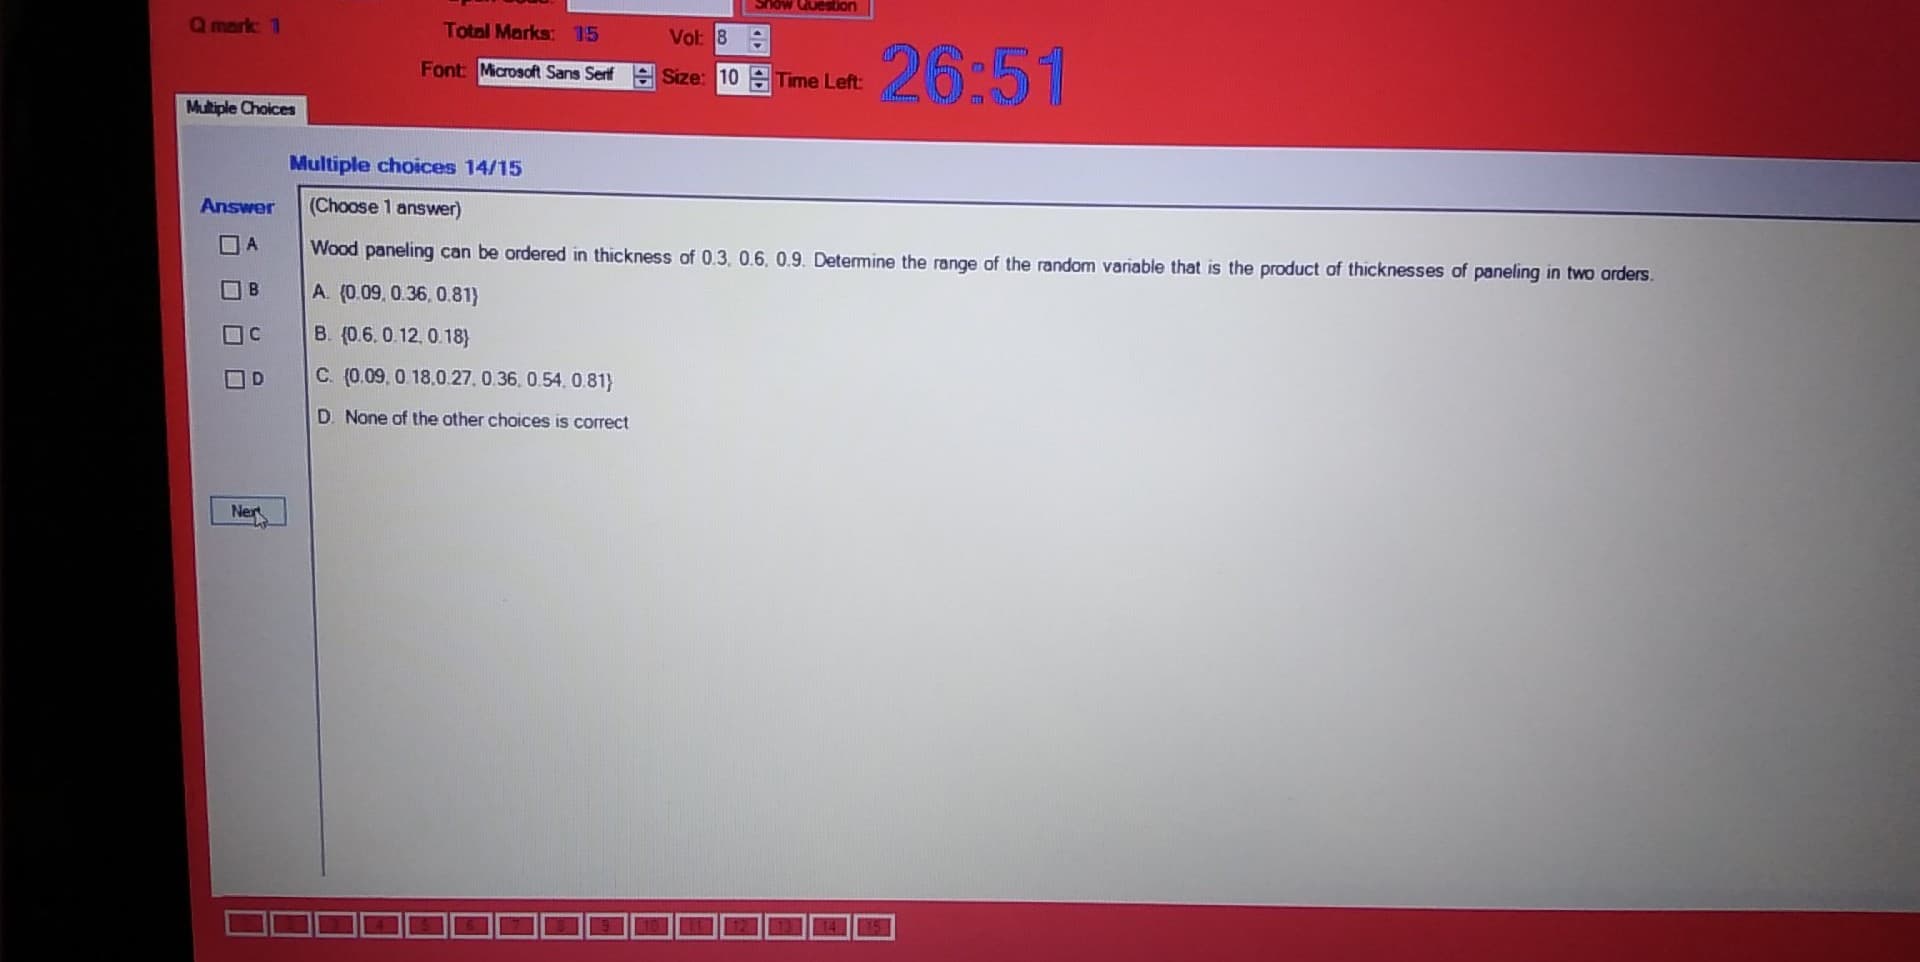 Show Question
Q mark: 1
Total Marks: 15
Vol: 8
Font: Microsoft Sans Serif
Size: 10
Time Left: 26:51
Multiple Choices
Multiple choices 14/15
Answer
(Choose 1 answer)
A
Wood paneling can be ordered in thickness of 0.3, 0.6, 0.9. Determine the range of the random variable that is the product of thicknesses of paneling in two orders.
B
A. {0.09, 0.36, 0.81}
C
B. {0.6, 0.12, 0.18}
D
C. {0.09, 0.18,0.27, 0.36, 0.54, 0.81}
D. None of the other choices is correct
Next
3 4 5 6 7 8 9 10 11 12 13 14 15